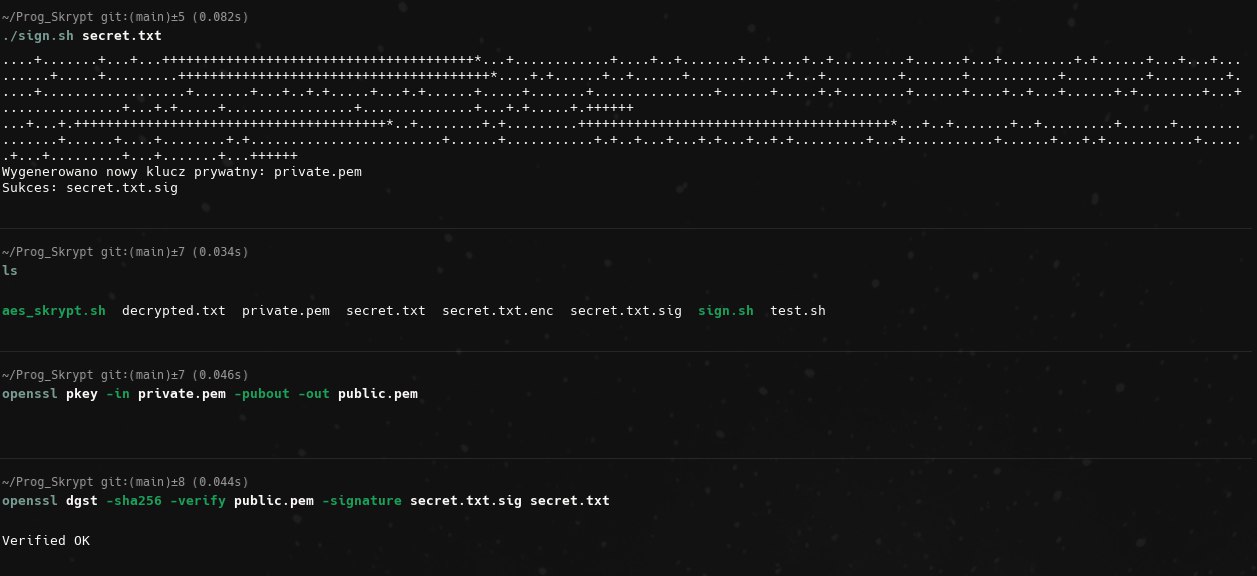 ~/Prog_Skrypt git:(main)±5 (0.082s)
./sign.sh secret.txt
....+.......+...+...+++++++++++++++++++++++++++++++++++++++*...+............+....+..+.......+..+....+..+.........+......+...+.........+.+......+...+...+...
......+.....+.........+++++++++++++++++++++++++++++++++++++++*....+.+......+..+......+............+...+.........+.......+...........+..........+.........+.
....+..................+.......+...+..+.+.....+...+.+......+.....+.......+...............+......+.....+.+........+......+....+..+...+......+.+........+...+
...............+...+.+.....+................+..............+...+.+.....+.++++++
...+...+.+++++++++++++++++++++++++++++++++++++++*..+........+.+.........+++++++++++++++++++++++++++++++++++++++*...+..+.......+..+.........+......+........
.......+......+....+........+.+........................+......+...........+.+..+...+...+.+...+..+.+.........+...+...........+......+...+.+...........+.....
.+...+.........+...+.......+...++++++
Wygenerowano nowy klucz prywatny: private.pem
Sukces: secret.txt.sig
~/Prog_Skrypt git:(main)±7 (0.034s)
ls
aes_skrypt.sh  decrypted.txt  private.pem  secret.txt  secret.txt.enc  secret.txt.sig  sign.sh  test.sh
~/Prog_Skrypt git:(main)±7 (0.046s)
openssl pkey -in private.pem -pubout -out public.pem
~/Prog_Skrypt git:(main)±8 (0.044s)
openssl dgst -sha256 -verify public.pem -signature secret.txt.sig secret.txt
Verified OK